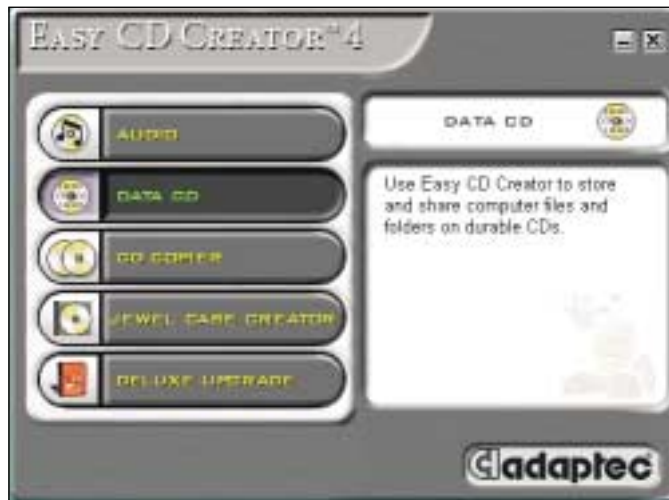 EASY CD CREATOR™ 4
AUDIO
DATA CD
CD COPIER
JEWEL CASE CREATOR
DELUXE UPGRADE
DATA CD
Use Easy CD Creator to store
and share computer files and
folders on durable CDs.
adaptec